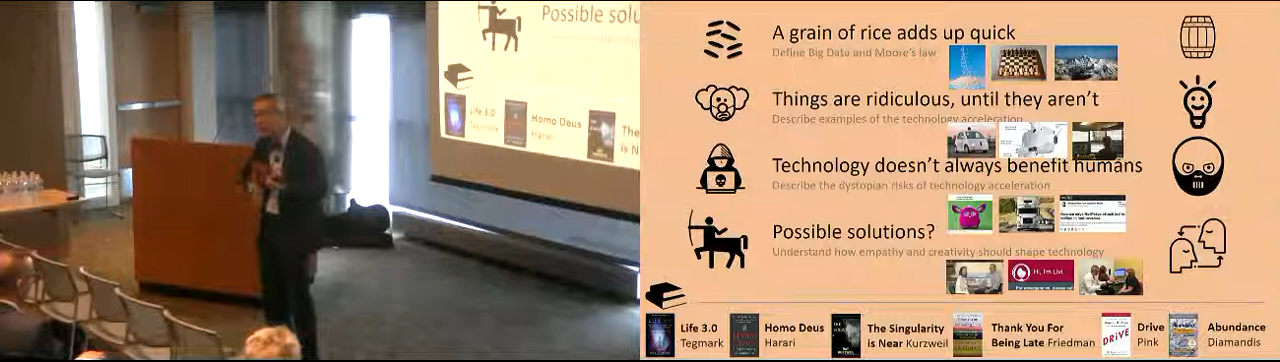 Possible solu
Life 3.0
Tegmark
Homo Deus
Harari
The
is N
A grain of rice adds up quick
Define Big Data and Moore's law
Things are ridiculous, until they aren't
Describe examples of the technology acceleration
Technology doesn't always benefit humans
Describe the dystopian risks of technology acceleration
Possible solutions?
Understand how empathy and creativity should shape technology
Hi, I'm Livi
Life 3.0
Tegmark
Homo Deus
Harari
The Singularity
is Near Kurzweil
Thank You For
Being Late Friedman
DRiVE
Drive
Pink
Abundance
Diamandis